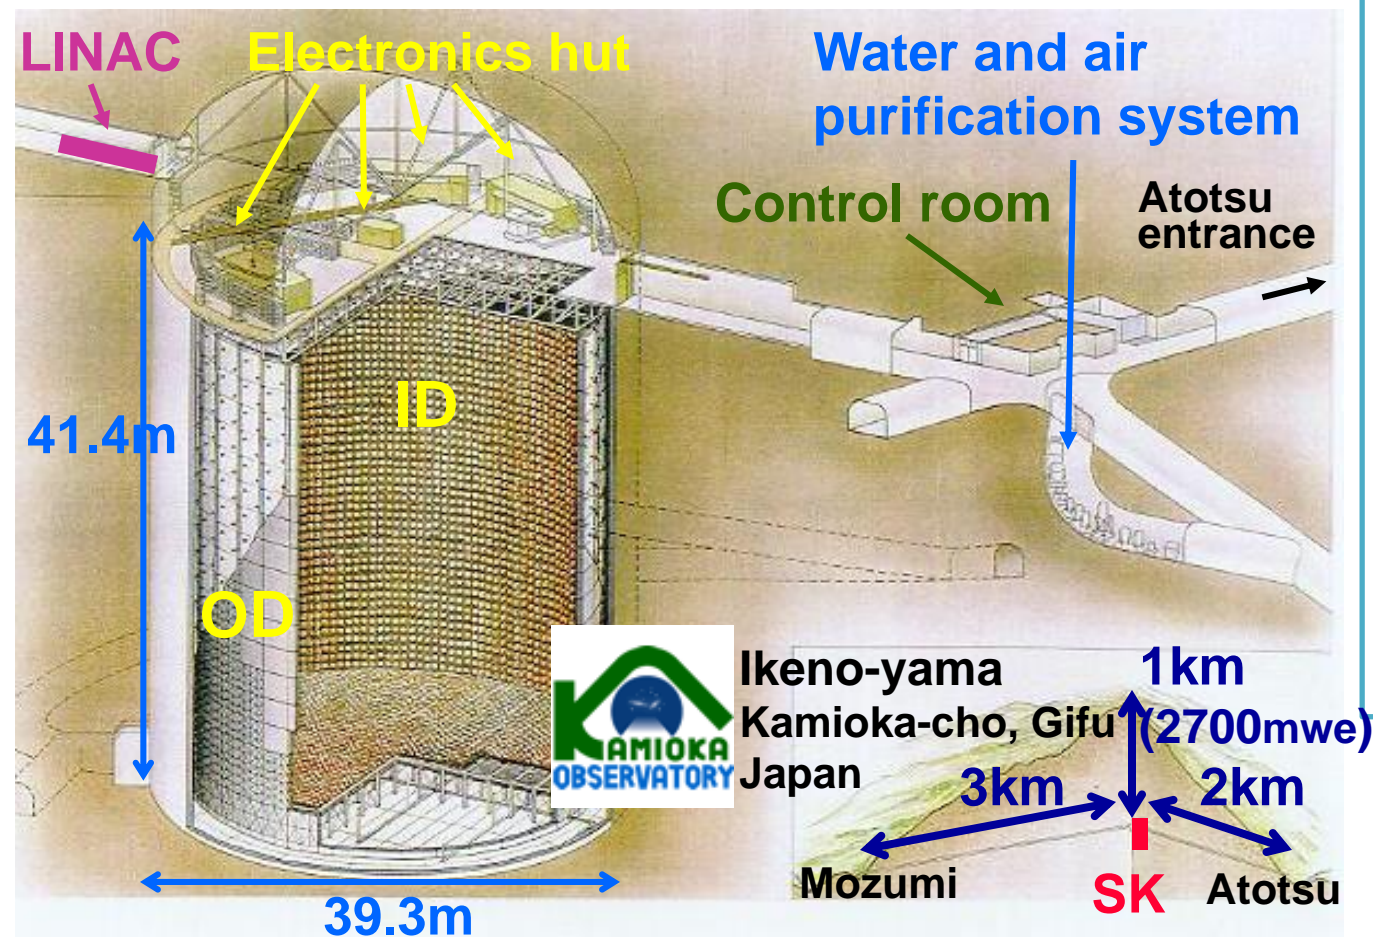 LINAC
Electronics hut
Water and air
purification system
Control room
Atotsu
entrance
41.4m
ID
OD
39.3m
KAMIOKA
OBSERVATORY
Ikeno-yama
Kamioka-cho, Gifu
Japan
1km
(2700mwe)
3km
2km
Mozumi
SK
Atotsu